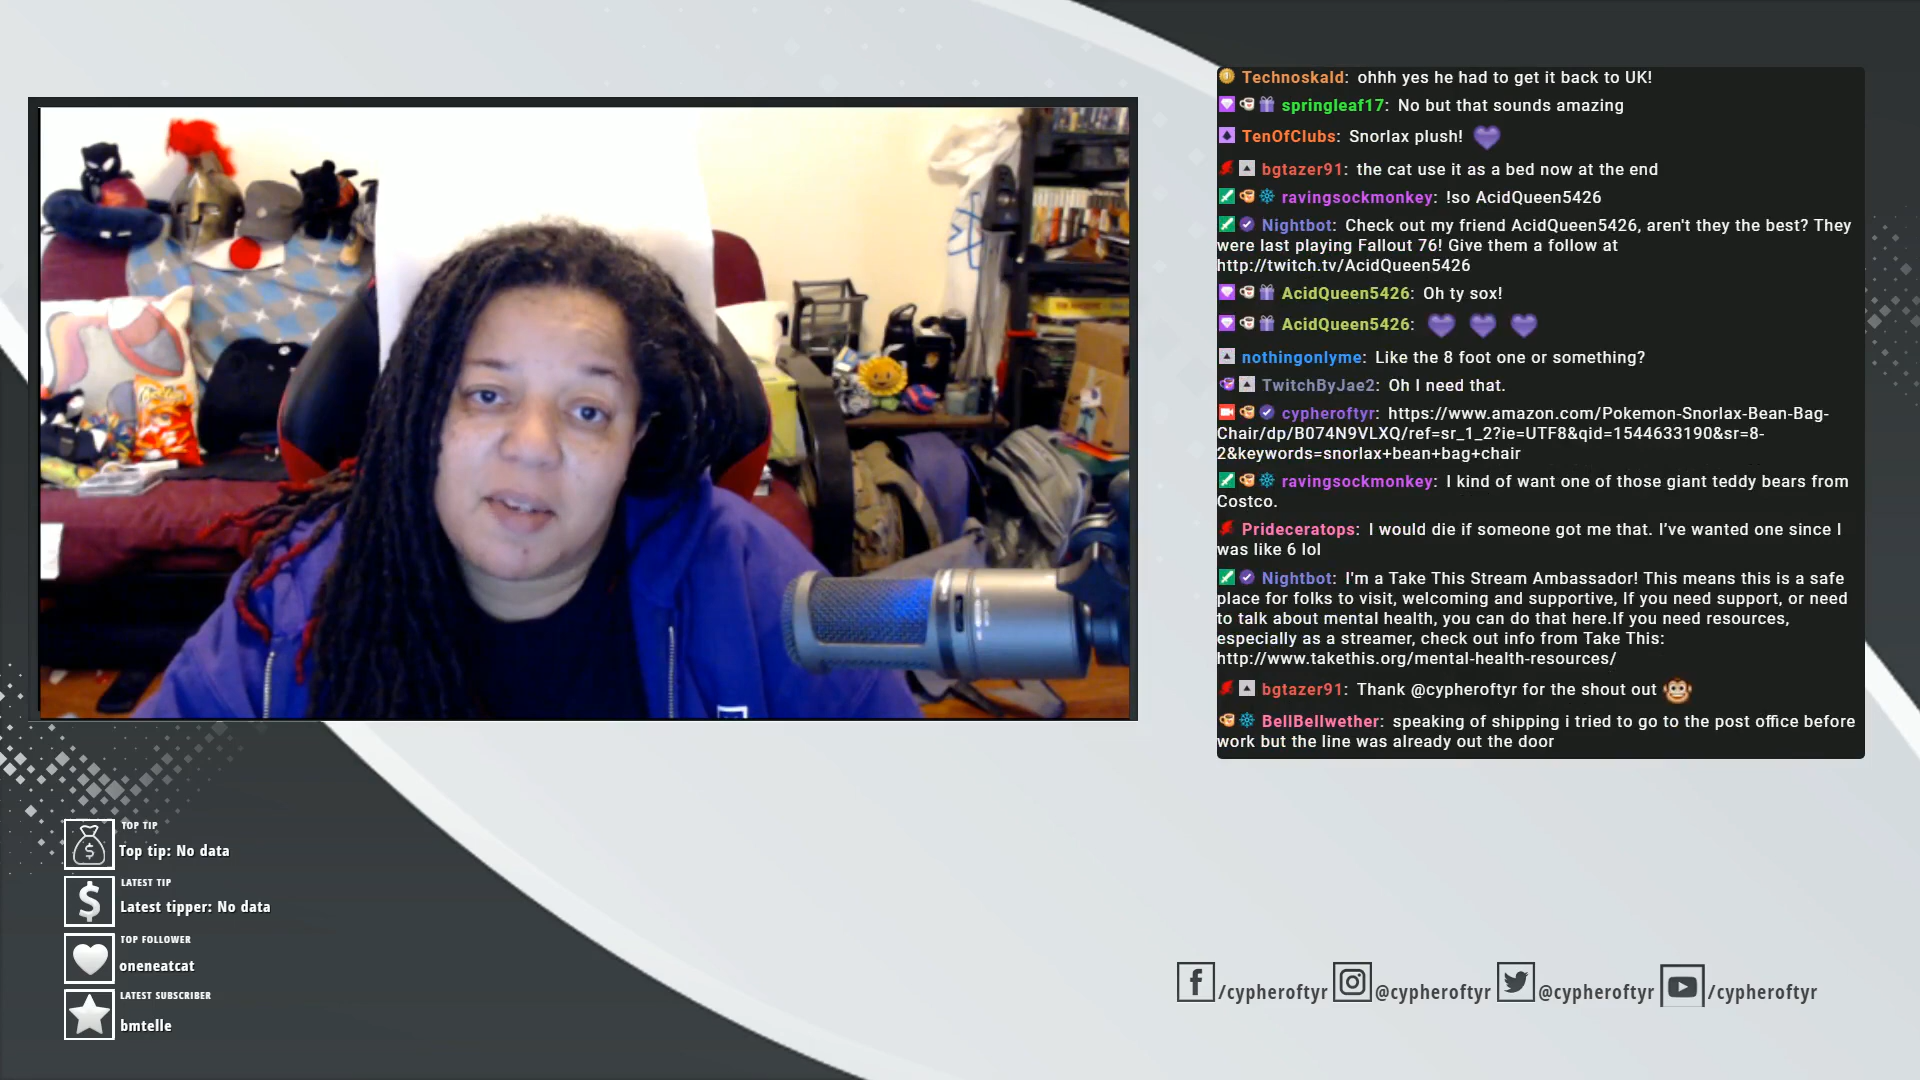 Technoskald: ohhh yes he had to get it back to UK!
springleaf17: No but that sounds amazing
TenOfClubs: Snorlax plush!
bgtazer91: the cat use it as a bed now at the end
ravingsockmonkey: !so AcidQueen5426
Nightbot: Check out my friend AcidQueen5426, aren't they the best? They
were last playing Fallout 76! Give them a follow at
http://twitch.tv/AcidQueen5426
AcidQueen5426: Oh ty sox!
AcidQueen5426:
nothingonlyme: Like the 8 foot one or something?
TwitchByJae2: Oh I need that.
cypheroftyr: https://www.amazon.com/Pokemon-Snorlax-Bean-Bag-
Chair/dp/B074N9VLXQ/ref=sr_1_2?ie=UTF8&qid=1544633190&sr=8-
2&keywords=snorlax+bean+bag+chair
ravingsockmonkey: I kind of want one of those giant teddy bears from
Costco.
Prideceratops: I would die if someone got me that. I've wanted one since I
was like 6 lol
Nightbot: I'm a Take This Stream Ambassador! This means this is a safe
place for folks to visit, welcoming and supportive, If you need support, or need
to talk about mental health, you can do that here.If you need resources,
especially as a streamer, check out info from Take This:
http://www.takethis.org/mental-health-resources/
bgtazer91: Thank @cypheroftyr for the shout out
BellBellwether: speaking of shipping i tried to go to the post office before
work but the line was already out the door
TOP TIP
Top tip: No data
LATEST TIP
Latest tipper: No data
TOP FOLLOWER
oneneatcat
LATEST SUBSCRIBER
bmtelle
/cypheroftyr @cypheroftyr @cypheroftyr /cypheroftyr